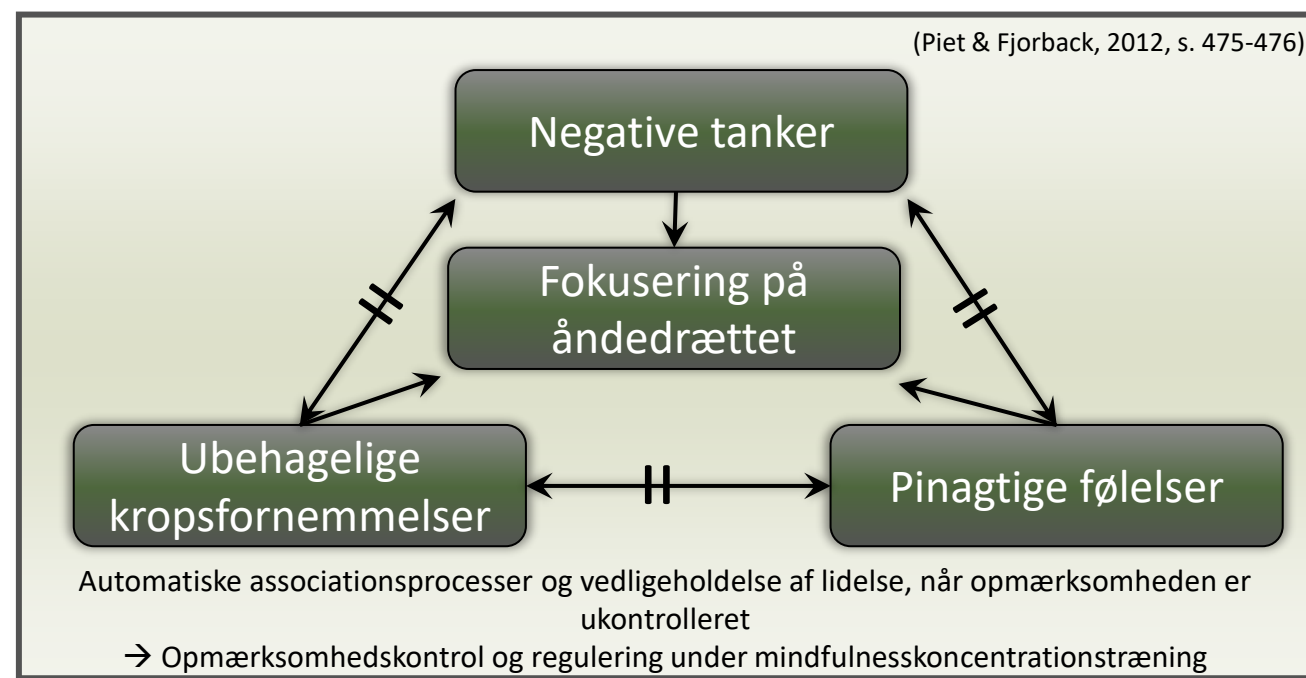 (Piet & Fjorback, 2012, s. 475-476)
Negative tanker
Fokusering på
åndedrættet
Ubehagelige
kropsfornemmelser
Pinagtige følelser
Automatiske associationsprocesser og vedligeholdelse af lidelse, når opmærksomheden er
ukontrolleret
→ Opmærksomhedskontrol og regulering under mindfulnesskoncentrationstræning